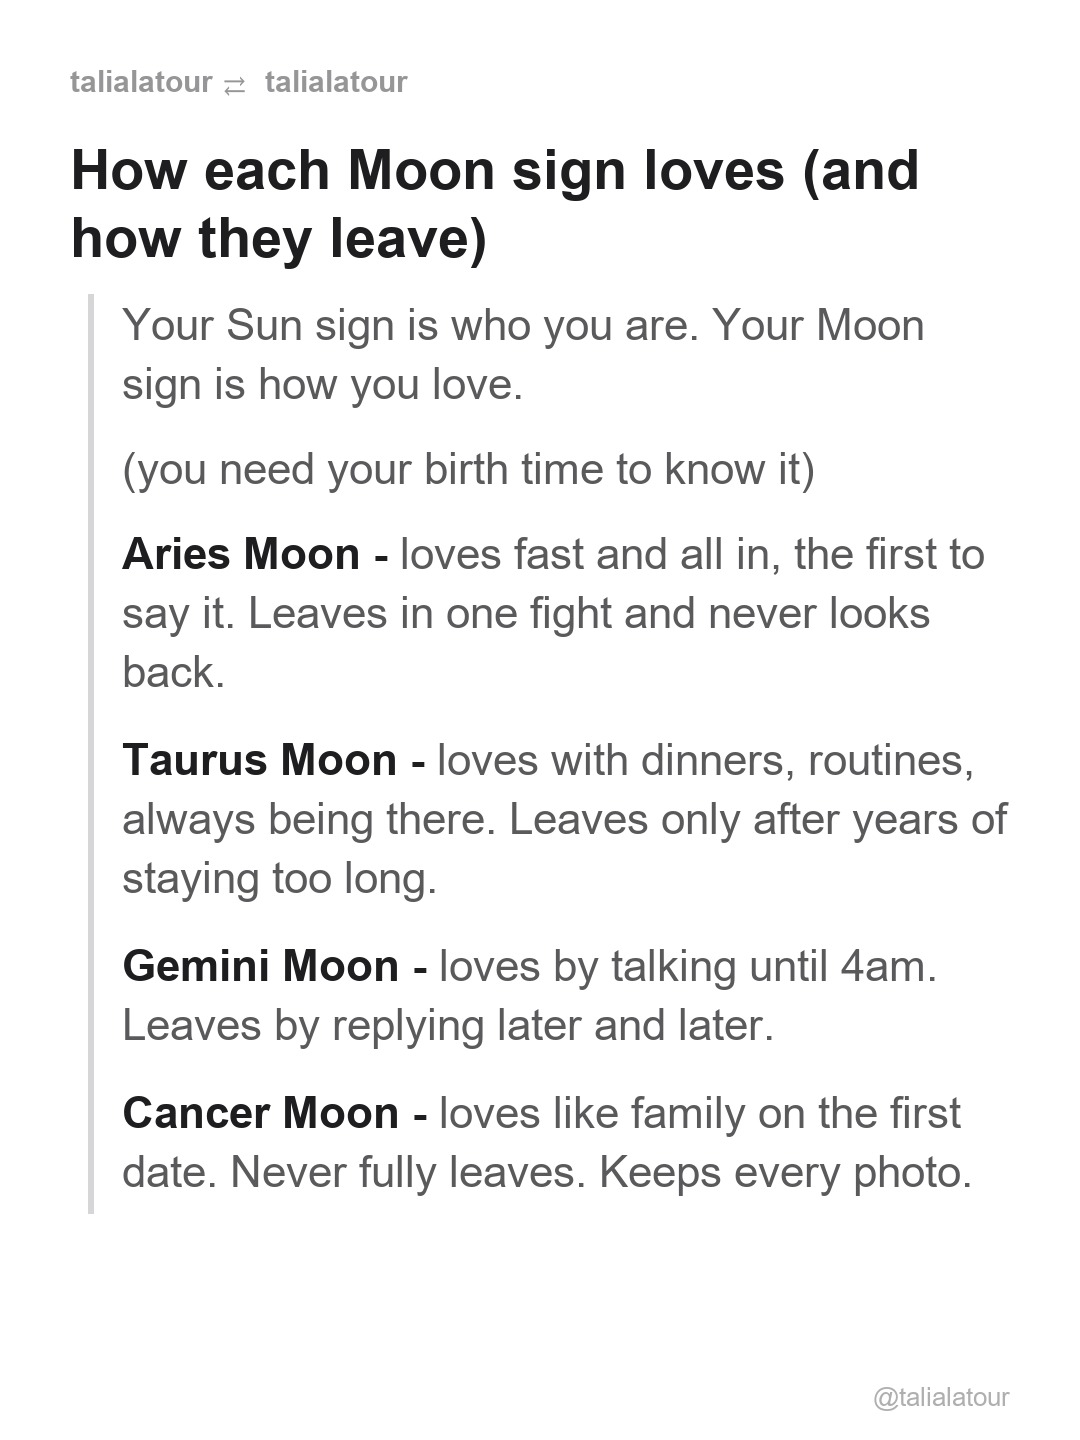 talialatour ⇄ talialatour
How each Moon sign loves (and
how they leave)
Your Sun sign is who you are. Your Moon
sign is how you love.
(you need your birth time to know it)
Aries Moon - loves fast and all in, the first to
say it. Leaves in one fight and never looks
back.
Taurus Moon - loves with dinners, routines,
always being there. Leaves only after years of
staying too long.
Gemini Moon - loves by talking until 4am.
Leaves by replying later and later.
Cancer Moon - loves like family on the first
date. Never fully leaves. Keeps every photo.
@talialatour